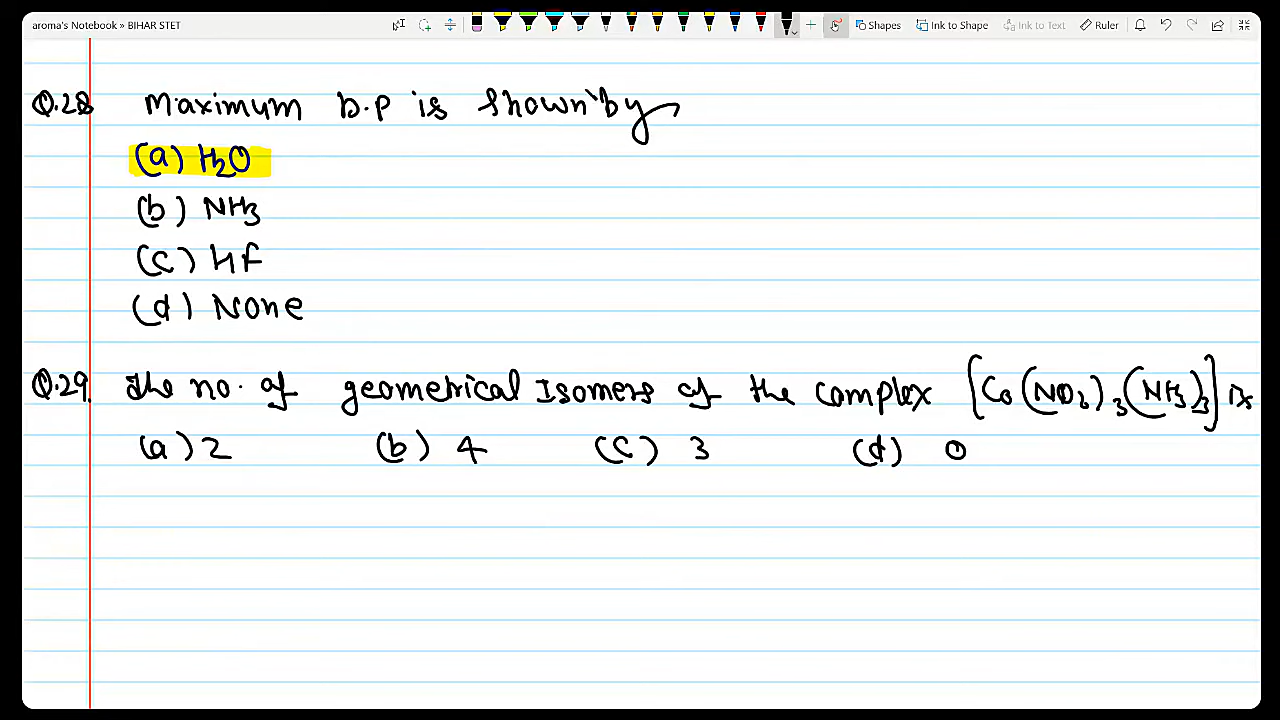 aroma's Notebook » BIHAR STET
Shapes Ink to Shape Ink to Text Ruler
Q.28 Maximum b.p is shown by
(a) H2O
(b) NH3
(c) HF
(d) None
Q.29. The no. of geometrical Isomers of the complex [Co(NO2)3(NH3)3] is
(a) 2 (b) 4 (c) 3 (d) 0